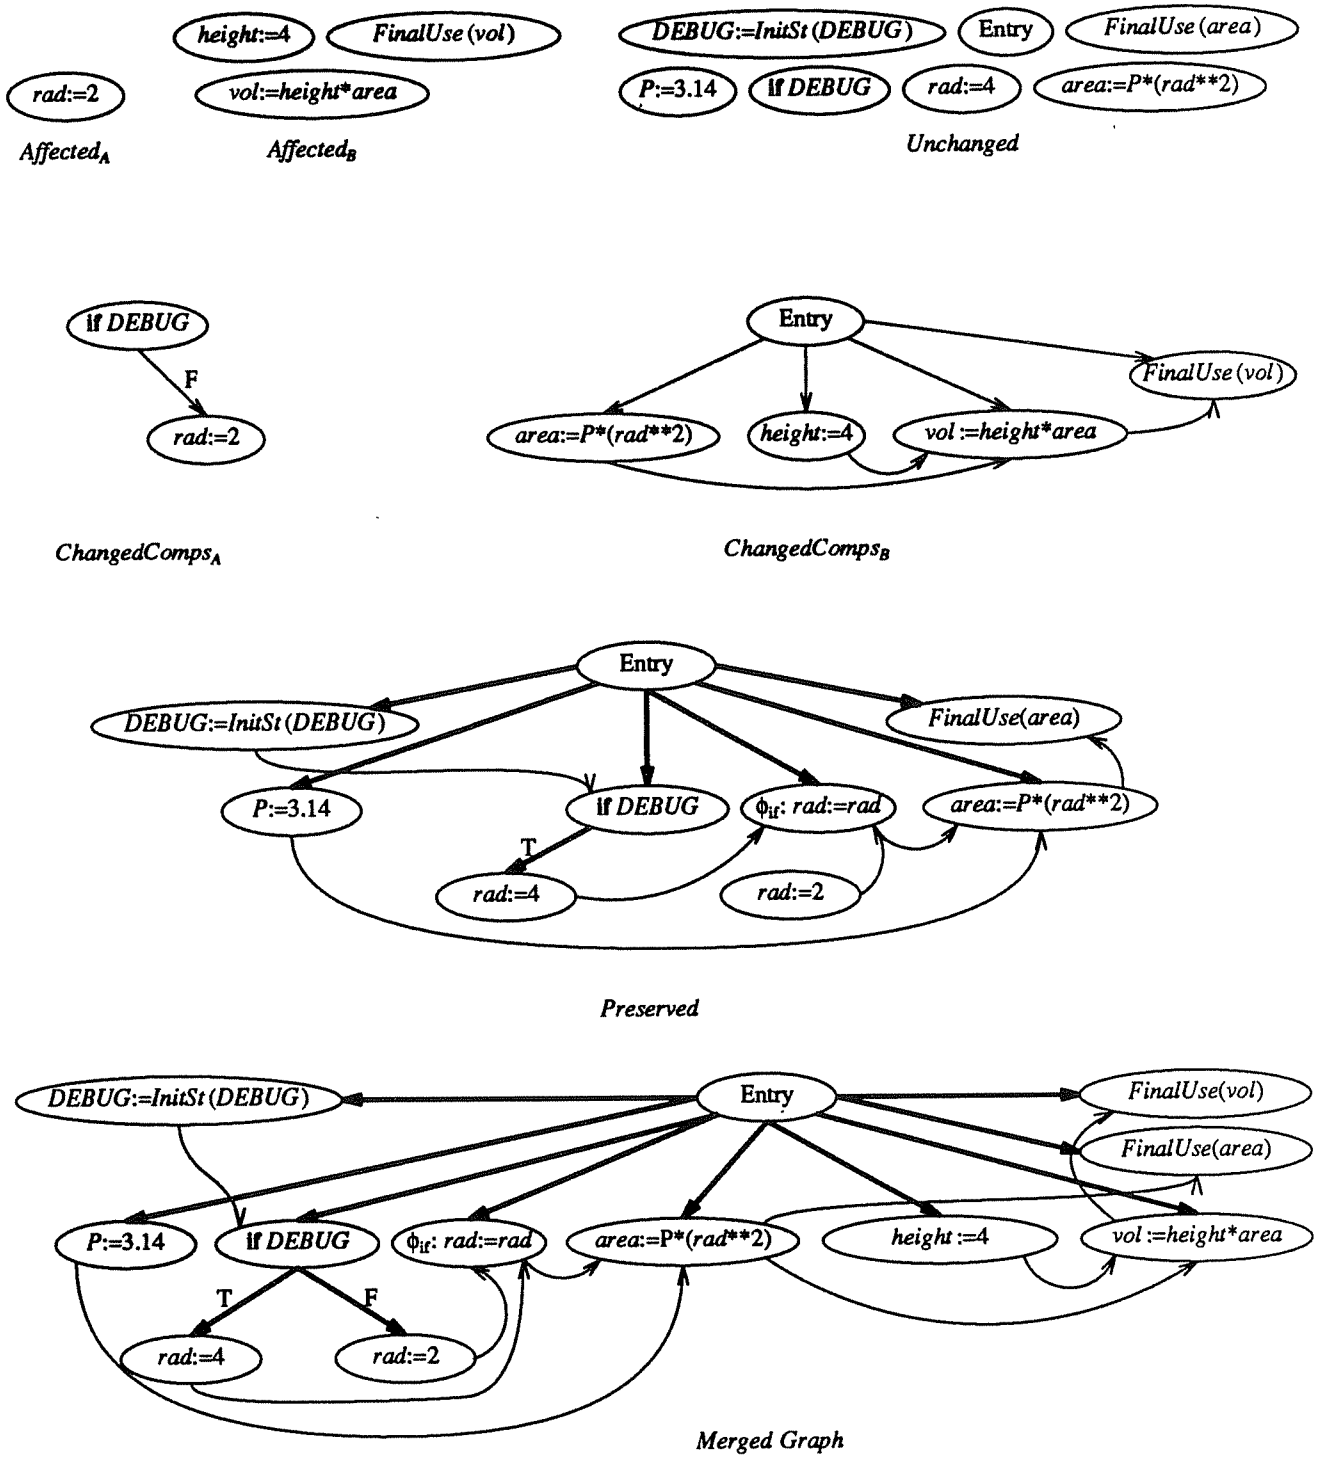 height:=4 FinalUse(vol) DEBUG:=InitSt(DEBUG) Entry FinalUse(area)
rad:=2 vol:=height*area P:=3.14 if DEBUG rad:=4 area:=P*(rad**2)
Affected_A Affected_B Unchanged
if DEBUG Entry
F FinalUse(vol)
rad:=2 area:=P*(rad**2) height:=4 vol:=height*area
ChangedComps_A ChangedComps_B
Entry
DEBUG:=InitSt(DEBUG) FinalUse(area)
P:=3.14 if DEBUG ϕ_if: rad:=rad area:=P*(rad**2)
T
rad:=4 rad:=2
Preserved
DEBUG:=InitSt(DEBUG) Entry FinalUse(vol)
FinalUse(area)
P:=3.14 if DEBUG ϕ_if: rad:=rad area:=P*(rad**2) height:=4 vol:=height*area
T F
rad:=4 rad:=2
Merged Graph